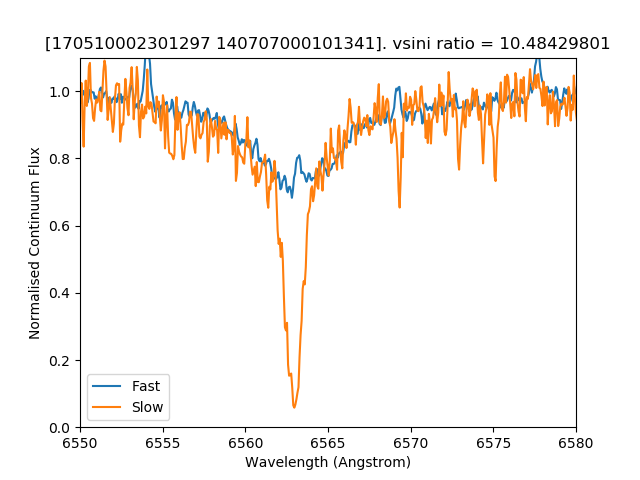 [170510002301297 140707000101341]. vsini ratio = 10.48429801
Normalised Continuum Flux
1.0
0.8
0.6
0.4
0.2
0.0
Fast
Slow
6550 6555 6560 6565 6570 6575 6580
Wavelength (Angstrom)